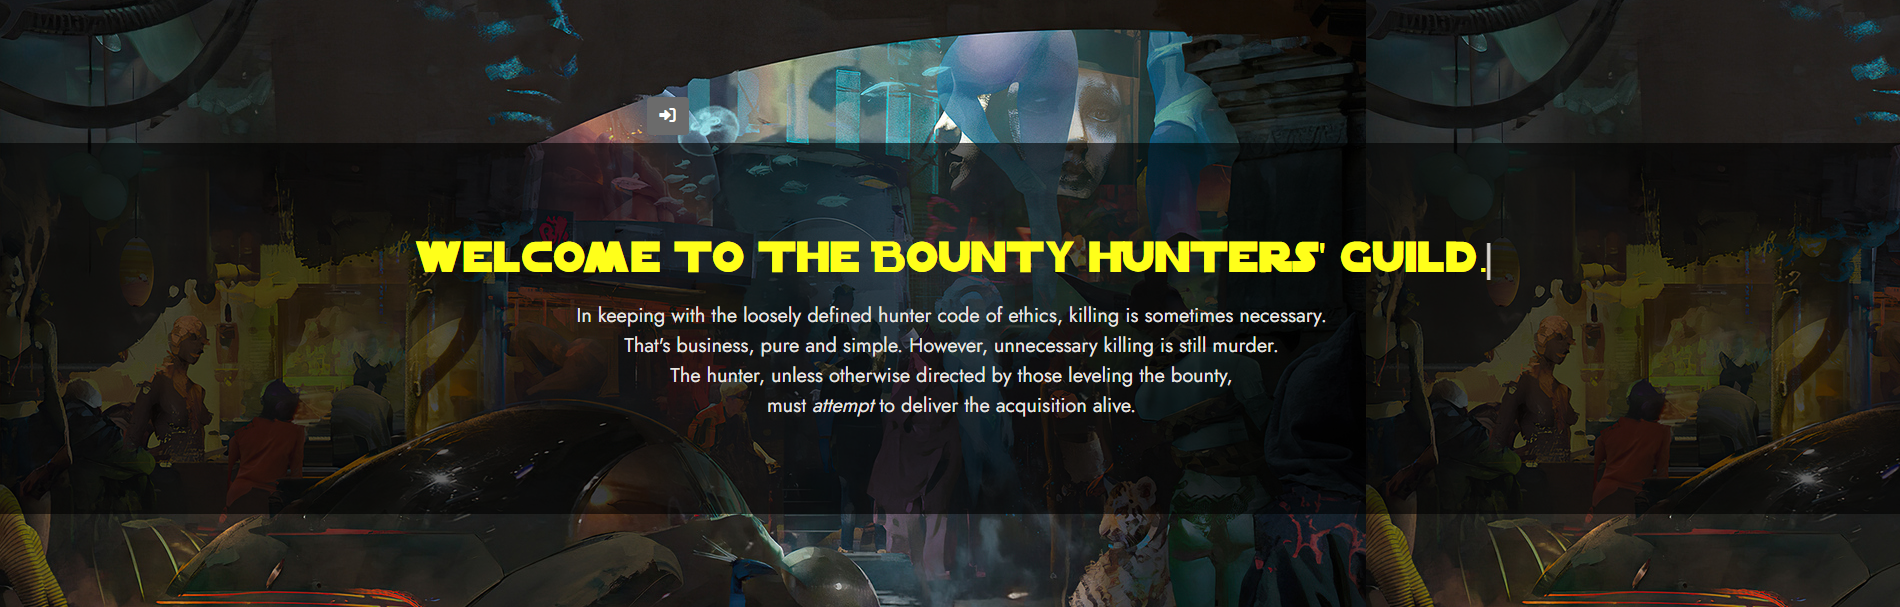 WELCOME TO THE BOUNTY HUNTERS' GUILD.
In keeping with the loosely defined hunter code of ethics, killing is sometimes necessary.
That's business, pure and simple. However, unnecessary killing is still murder.
The hunter, unless otherwise directed by those leveling the bounty,
must attempt to deliver the acquisition alive.